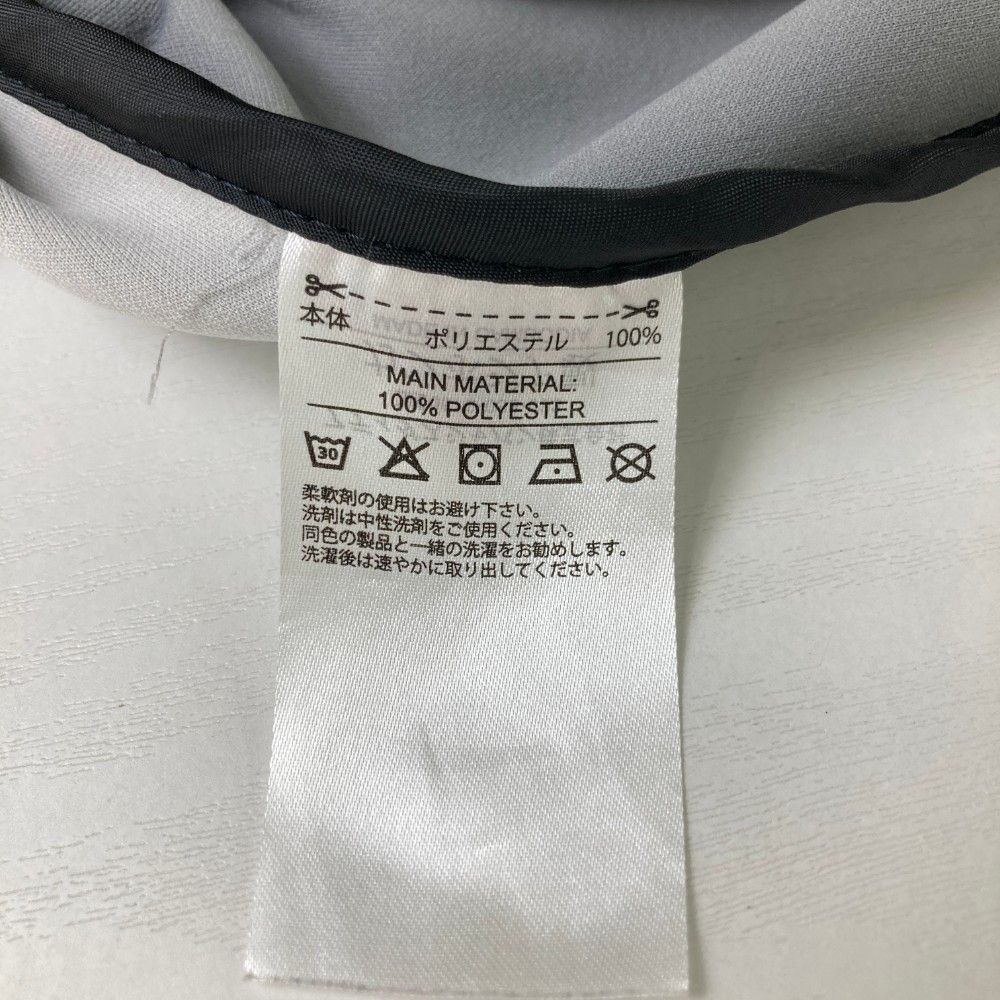 本体 ポリエステル 100%
MAIN MATERIAL:
100% POLYESTER
30
柔軟剤の使用はお避け下さい。
洗剤は中性洗剤をご使用ください。
同色の製品と一緒の洗濯をお勧めします。
洗濯後は速やかに取り出してください。